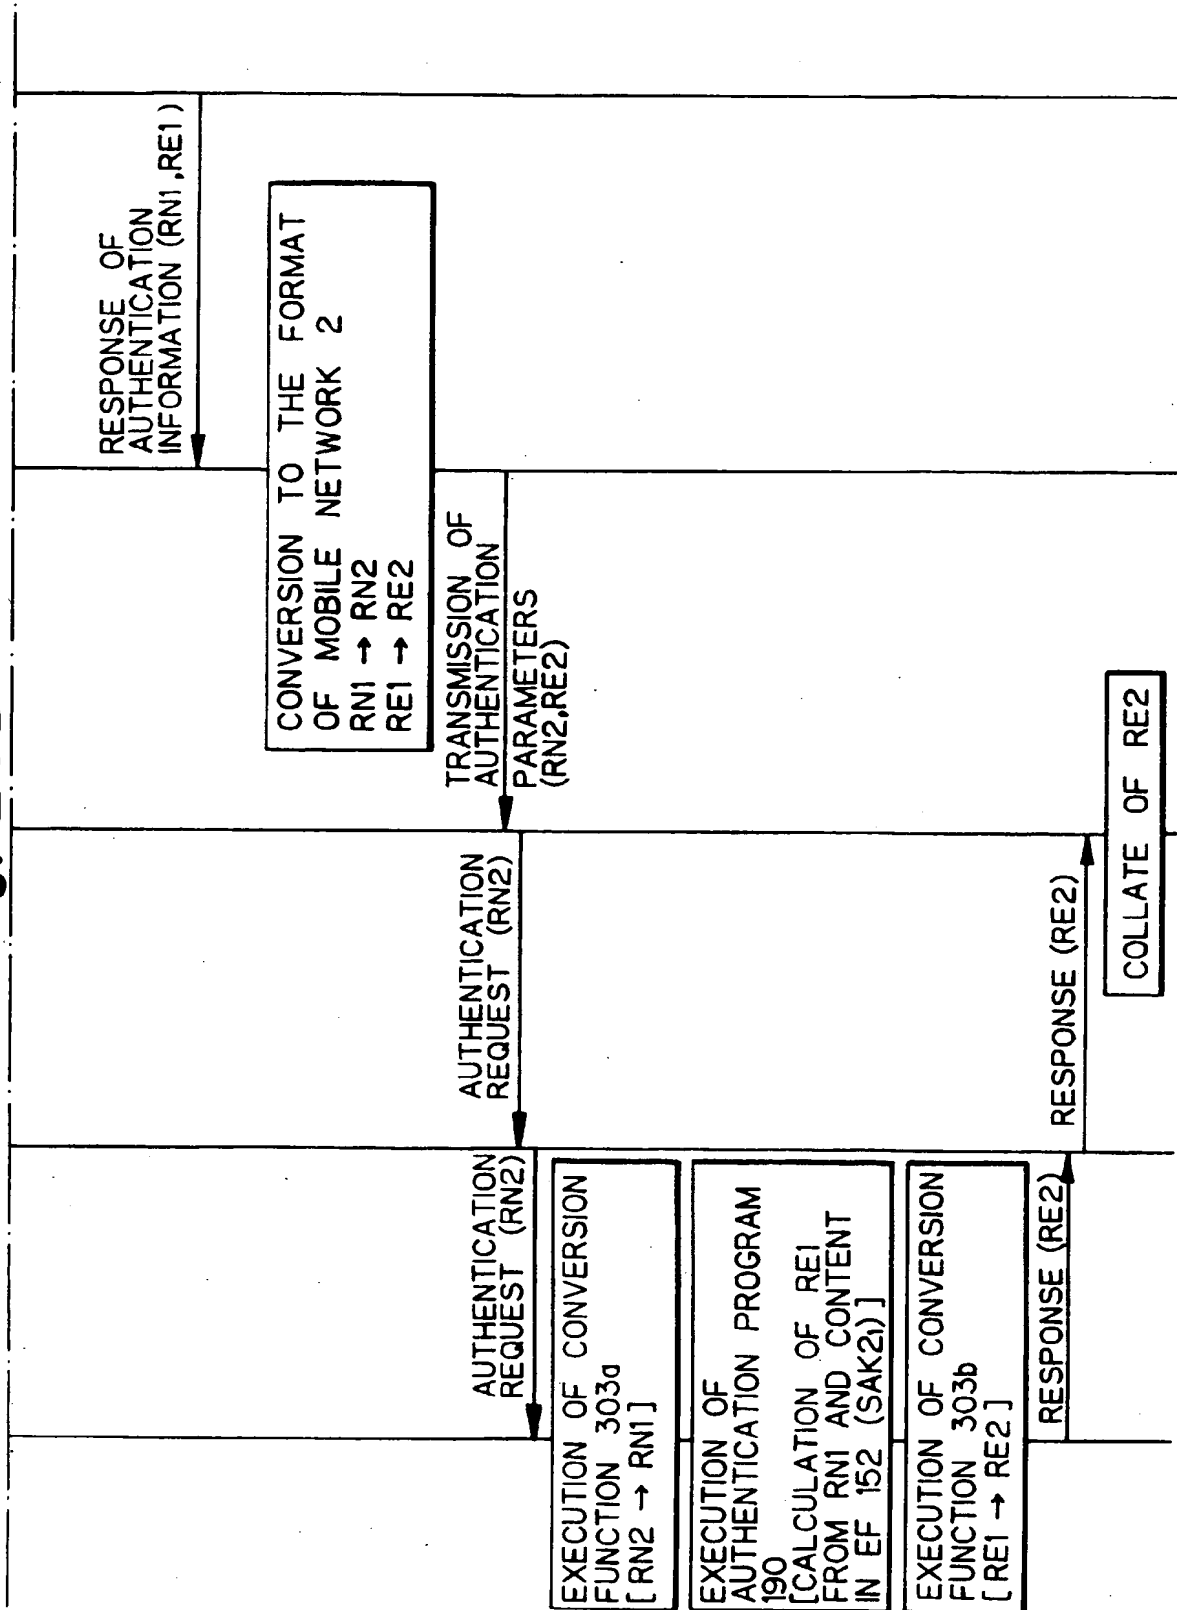 RESPONSE OF
AUTHENTICATION
INFORMATION (RN1,RE1)
CONVERSION TO THE FORMAT
OF MOBILE NETWORK 2
RN1 → RN2
RE1 → RE2
TRANSMISSION OF
AUTHENTICATION
PARAMETERS
(RN2,RE2)
AUTHENTICATION
REQUEST (RN2)
AUTHENTICATION
REQUEST (RN2)
EXECUTION OF CONVERSION
FUNCTION 303a
[RN2 → RN1]
EXECUTION OF
AUTHENTICATION PROGRAM
190
[CALCULATION OF RE1
FROM RN1 AND CONTENT
IN EF 152 (SAK2₁)]
EXECUTION OF CONVERSION
FUNCTION 303b
[RE1 → RE2]
RESPONSE (RE2)
RESPONSE (RE2)
COLLATE OF RE2